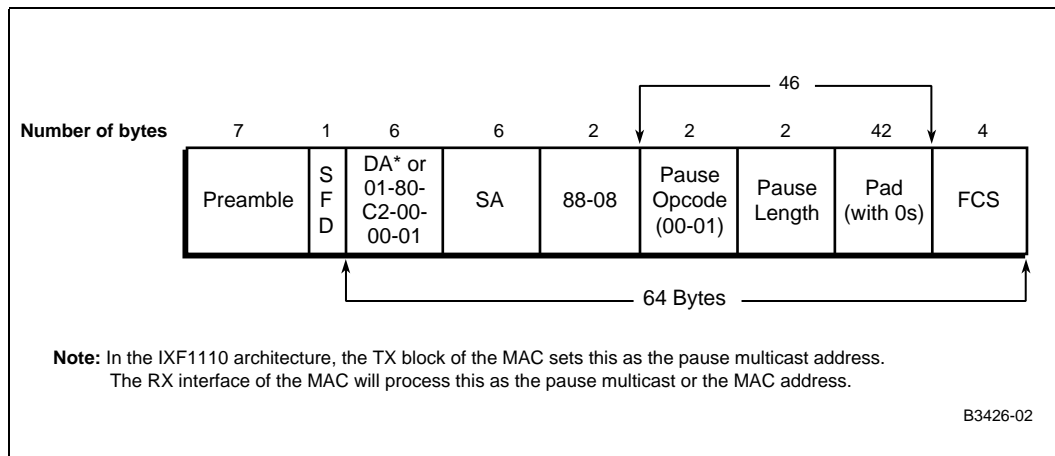 46
Number of bytes 7 1 6 6 2 2 2 42 4
Preamble
S
F
D
DA* or
01-80-
C2-00-
00-01
SA
88-08
Pause
Opcode
(00-01)
Pause
Length
Pad
(with 0s)
FCS
64 Bytes
Note: In the IXF1110 architecture, the TX block of the MAC sets this as the pause multicast address.
The RX interface of the MAC will process this as the pause multicast or the MAC address.
B3426-02